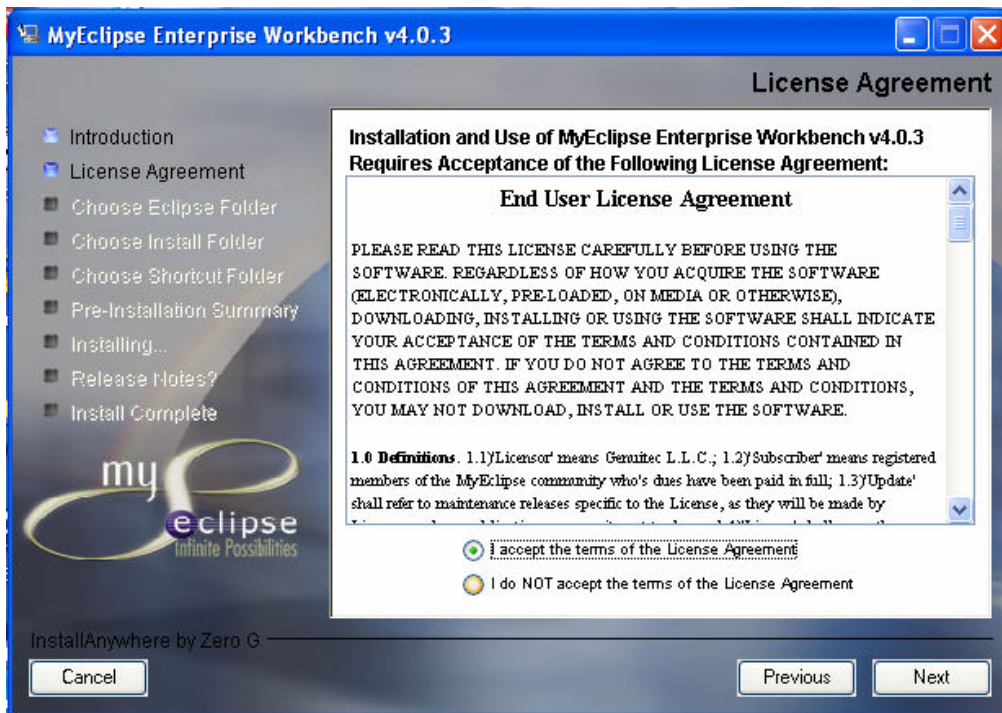 MyEclipse Enterprise Workbench v4.0.3
License Agreement
Introduction
License Agreement
Choose Eclipse Folder
Choose Install Folder
Choose Shortcut Folder
Pre-Installation Summary
Installing...
Release Notes?
Install Complete
my
eclipse
Infinite Possibilities
Installation and Use of MyEclipse Enterprise Workbench v4.0.3
Requires Acceptance of the Following License Agreement:
End User License Agreement
PLEASE READ THIS LICENSE CAREFULLY BEFORE USING THE
SOFTWARE. REGARDLESS OF HOW YOU ACQUIRE THE SOFTWARE
(ELECTRONICALLY, PRE-LOADED, ON MEDIA OR OTHERWISE),
DOWNLOADING, INSTALLING OR USING THE SOFTWARE SHALL INDICATE
YOUR ACCEPTANCE OF THE TERMS AND CONDITIONS CONTAINED IN
THIS AGREEMENT. IF YOU DO NOT AGREE TO THE TERMS AND
CONDITIONS OF THIS AGREEMENT AND THE TERMS AND CONDITIONS,
YOU MAY NOT DOWNLOAD, INSTALL OR USE THE SOFTWARE.
1.0 Definitions. 1.1)'Licensor' means Genuitec L.L.C.; 1.2)'Subscriber' means registered
members of the MyEclipse community who's dues have been paid in full; 1.3)'Update'
shall refer to maintenance releases specific to the License, as they will be made by
I accept the terms of the License Agreement
I do NOT accept the terms of the License Agreement
InstallAnywhere by Zero G
Cancel
Previous
Next